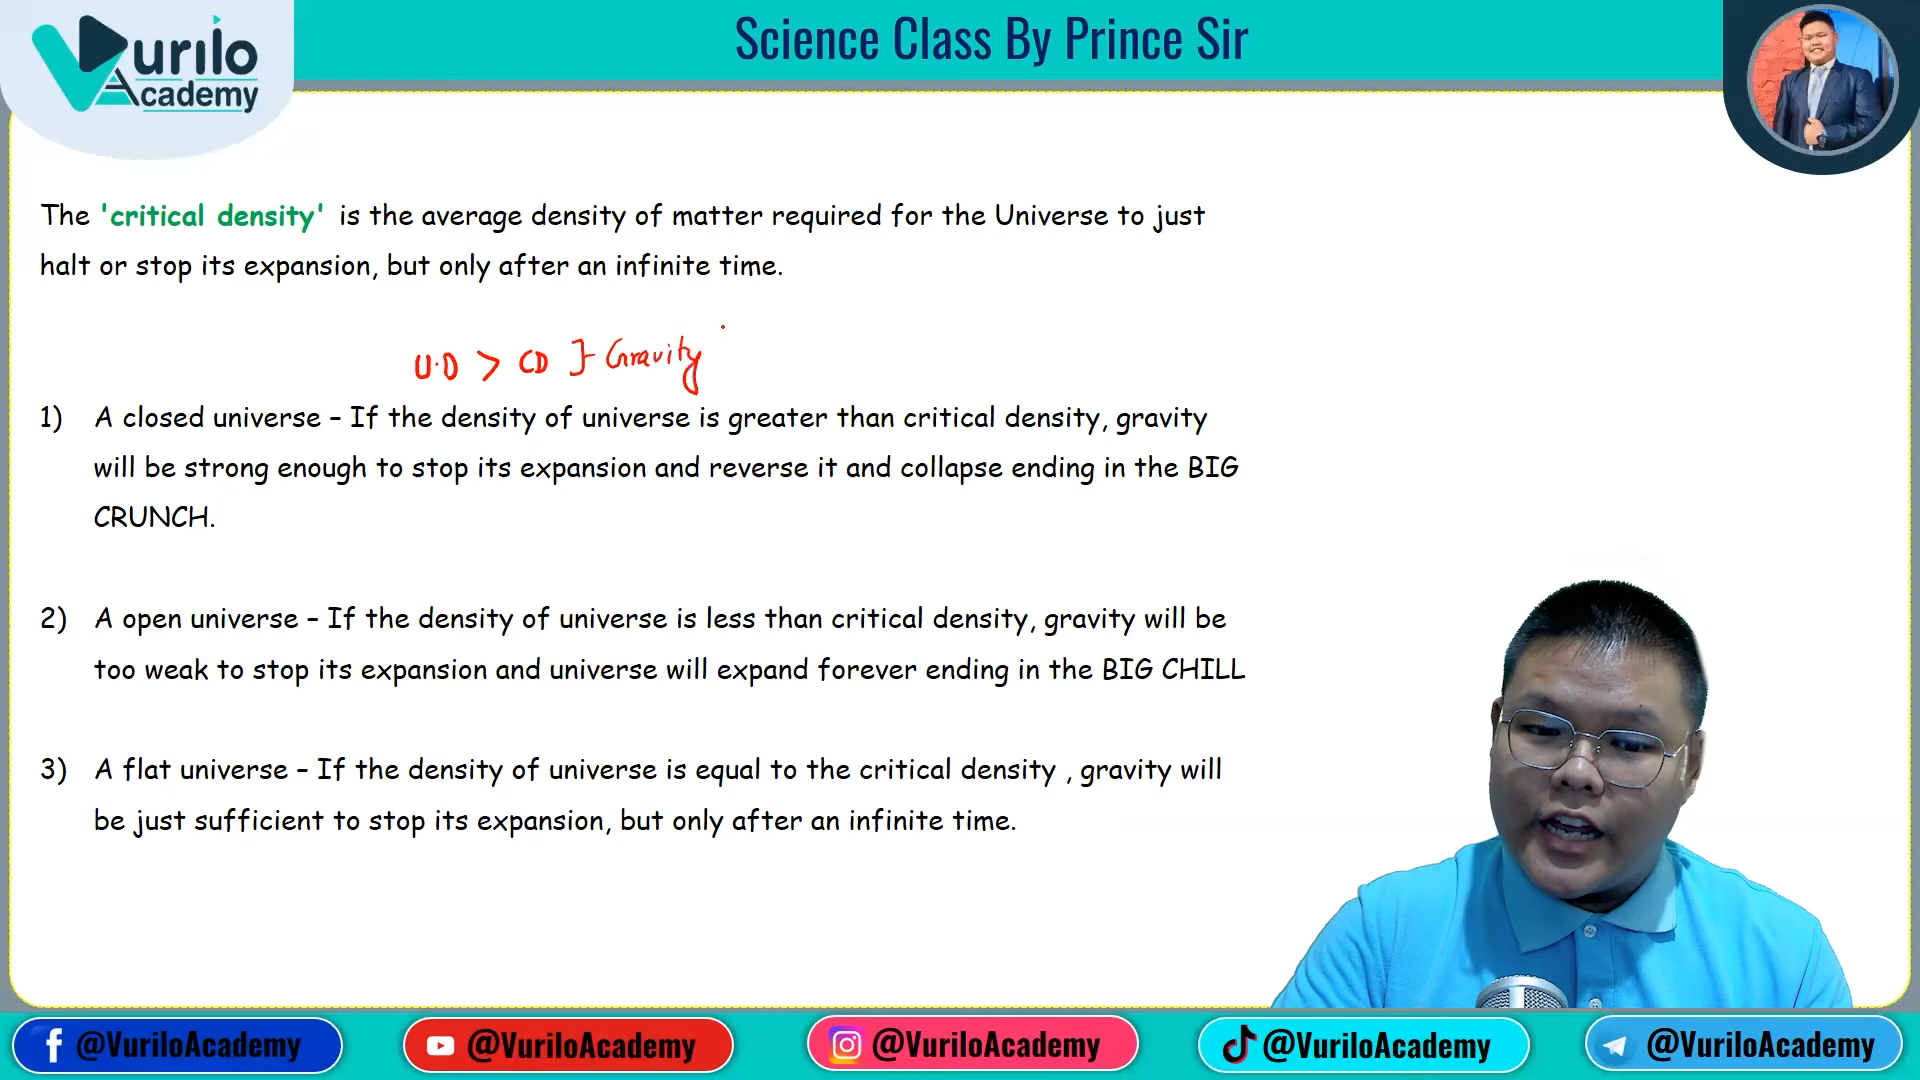 Vurilo
Academy
Science Class By Prince Sir
The 'critical density' is the average density of matter required for the Universe to just
halt or stop its expansion, but only after an infinite time.
U.D > CD }- Gravity
1) A closed universe – If the density of universe is greater than critical density, gravity
will be strong enough to stop its expansion and reverse it and collapse ending in the BIG
CRUNCH.
2) A open universe – If the density of universe is less than critical density, gravity will be
too weak to stop its expansion and universe will expand forever ending in the BIG CHILL
3) A flat universe – If the density of universe is equal to the critical density , gravity will
be just sufficient to stop its expansion, but only after an infinite time.
@VuriloAcademy
@VuriloAcademy
@VuriloAcademy
@VuriloAcademy
@VuriloAcademy